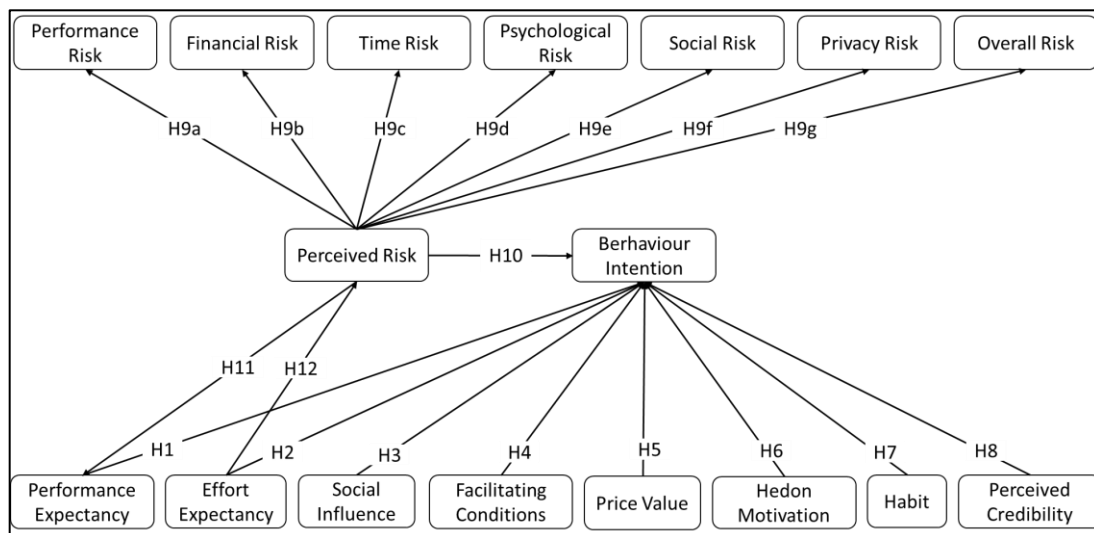 Performance
Risk
Financial Risk
Time Risk
Psychological
Risk
Social Risk
Privacy Risk
Overall Risk
H9a
H9b
H9c
H9d
H9e
H9f
H9g
Perceived Risk
H10
Berhaviour
Intention
H11
H12
H1
H2
H3
H4
H5
H6
H7
H8
Performance
Expectancy
Effort
Expectancy
Social
Influence
Facilitating
Conditions
Price Value
Hedon
Motivation
Habit
Perceived
Credibility